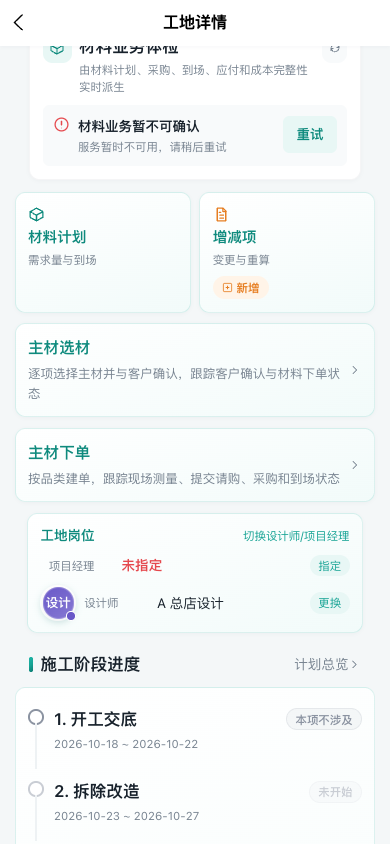 工地详情
材料业务体检
由材料计划、采购、到场、应付和成本完整性
实时派生
材料业务暂不可确认
服务暂时不可用，请稍后重试
重试
材料计划
需求量与到场
增减项
变更与重算
新增
主材选材
逐项选择主材并与客户确认，跟踪客户确认与材料下单状
态
主材下单
按品类建单，跟踪现场测量、提交请购、采购和到场状态
工地岗位
切换设计师/项目经理
项目经理
未指定
指定
设计
设计师
A 总店设计
更换
施工阶段进度
计划总览
1. 开工交底
本项不涉及
2026-10-18 ~ 2026-10-22
2. 拆除改造
未开始
2026-10-23 ~ 2026-10-27